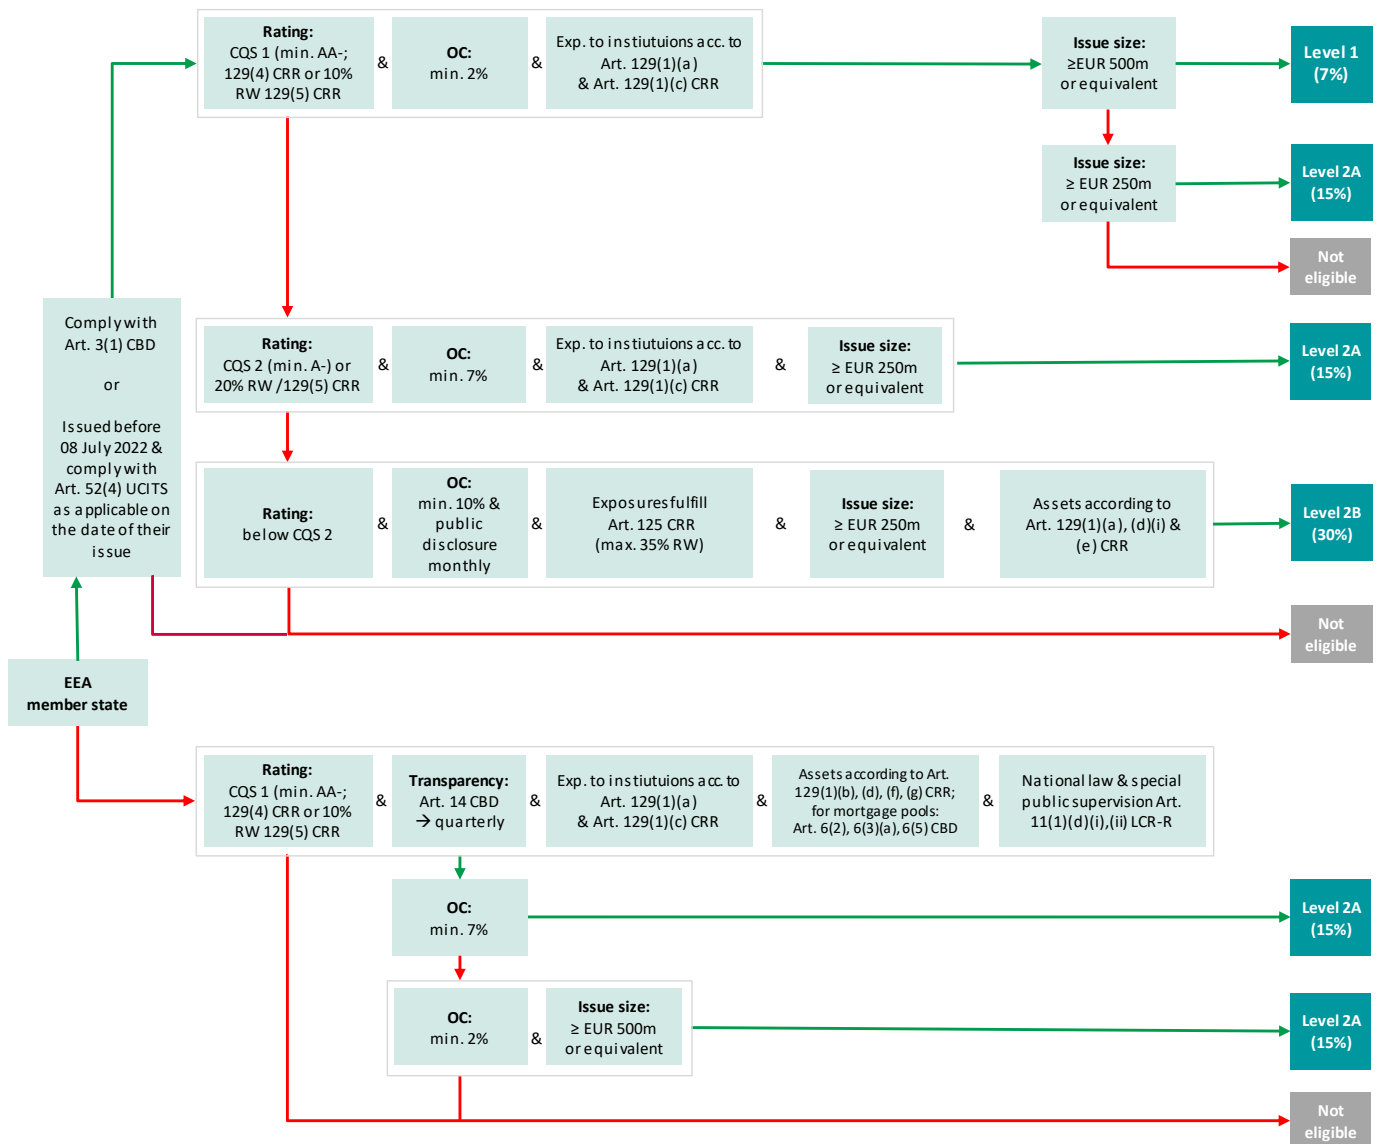 Rating:
CQS 1 (min. AA-;
129(4) CRR or 10%
RW 129(5) CRR
&
OC:
min. 2%
&
Exp. to instiutuions acc. to
Art. 129(1)(a)
& Art. 129(1)(c) CRR
Issue size:
≥EUR 500m
or equivalent
Level 1
(7%)
Issue size:
≥ EUR 250m
or equivalent
Level 2A
(15%)
Not
eligible
Comply with
Art. 3(1) CBD
or
Issued before
08 July 2022 &
comply with
Art. 52(4) UCITS
as applicable on
the date of their
issue
Rating:
CQS 2 (min. A-) or
20% RW /129(5) CRR
&
OC:
min. 7%
&
Exp. to instiutuions acc. to
Art. 129(1)(a)
& Art. 129(1)(c) CRR
&
Issue size:
≥ EUR 250m
or equivalent
Level 2A
(15%)
Rating:
below CQS 2
&
OC:
min. 10% &
public
disclosure
monthly
&
Exposures fulfill
Art. 125 CRR
(max. 35% RW)
&
Issue size:
≥ EUR 250m
or equivalent
&
Assets according to
Art. 129(1)(a), (d)(i) &
(e) CRR
Level 2B
(30%)
Not
eligible
EEA
member state
Rating:
CQS 1 (min. AA-;
129(4) CRR or 10%
RW 129(5) CRR
&
Transparency:
Art. 14 CBD
→ quarterly
&
Exp. to instiutuions acc. to
Art. 129(1)(a)
& Art. 129(1)(c) CRR
&
Assets according to Art.
129(1)(b), (d), (f), (g) CRR;
for mortgage pools:
Art. 6(2), 6(3)(a), 6(5) CBD
&
National law & special
public supervision Art.
11(1)(d)(i),(ii) LCR-R
OC:
min. 7%
Level 2A
(15%)
OC:
min. 2%
&
Issue size:
≥ EUR 500m
or equivalent
Level 2A
(15%)
Not
eligible